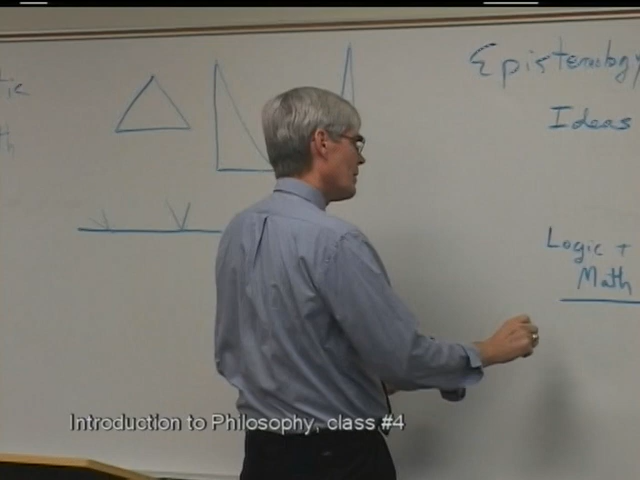 Epistemology
Ideas
Logic +
Math
Introduction to Philosophy, class #4